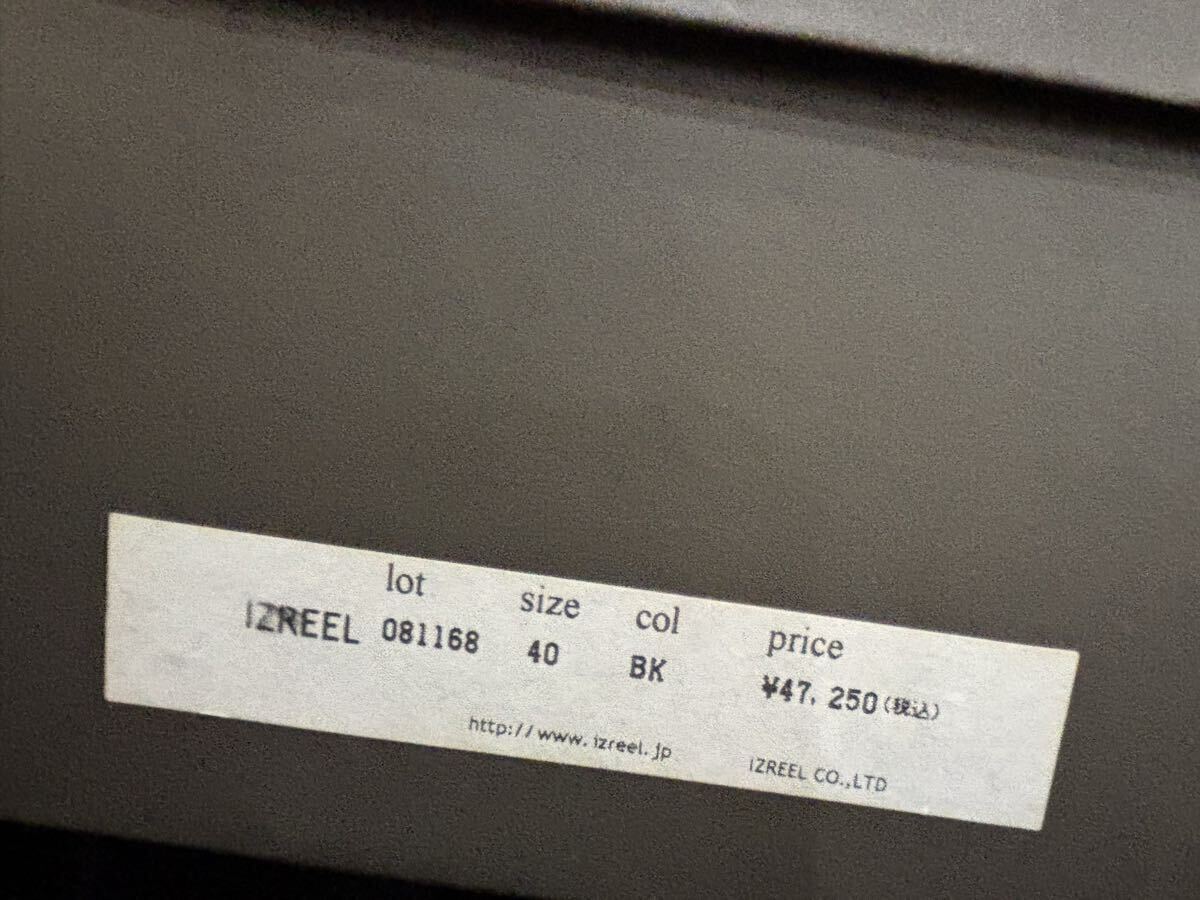 lot size col price
IZREEL 081168 40 BK ¥47,250(税込)
http://www.izreel.jp IZREEL CO.,LTD